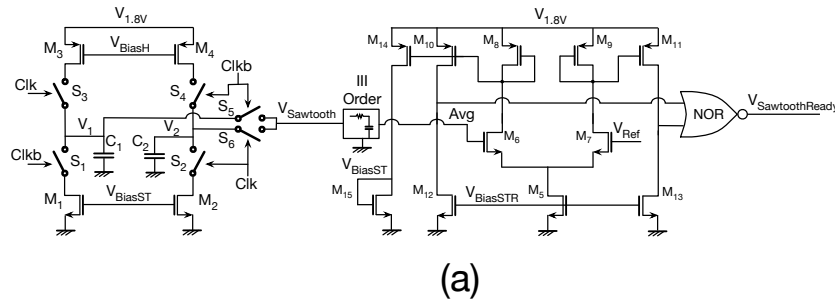 V1.8V
M3
VBiasH
M4
Clk
S3
S4
Clkb
S5
VSawtooth
V1
V2
C1
C2
S6
Clkb
S1
S2
Clk
M1
VBiasST
M2
III
Order
V1.8V
M14
M10
M8
M9
M11
Avg
M6
M7
VRef
NOR
VSawtoothReady
VBiasST
M15
M12
VBiasSTR
M5
M13
(a)